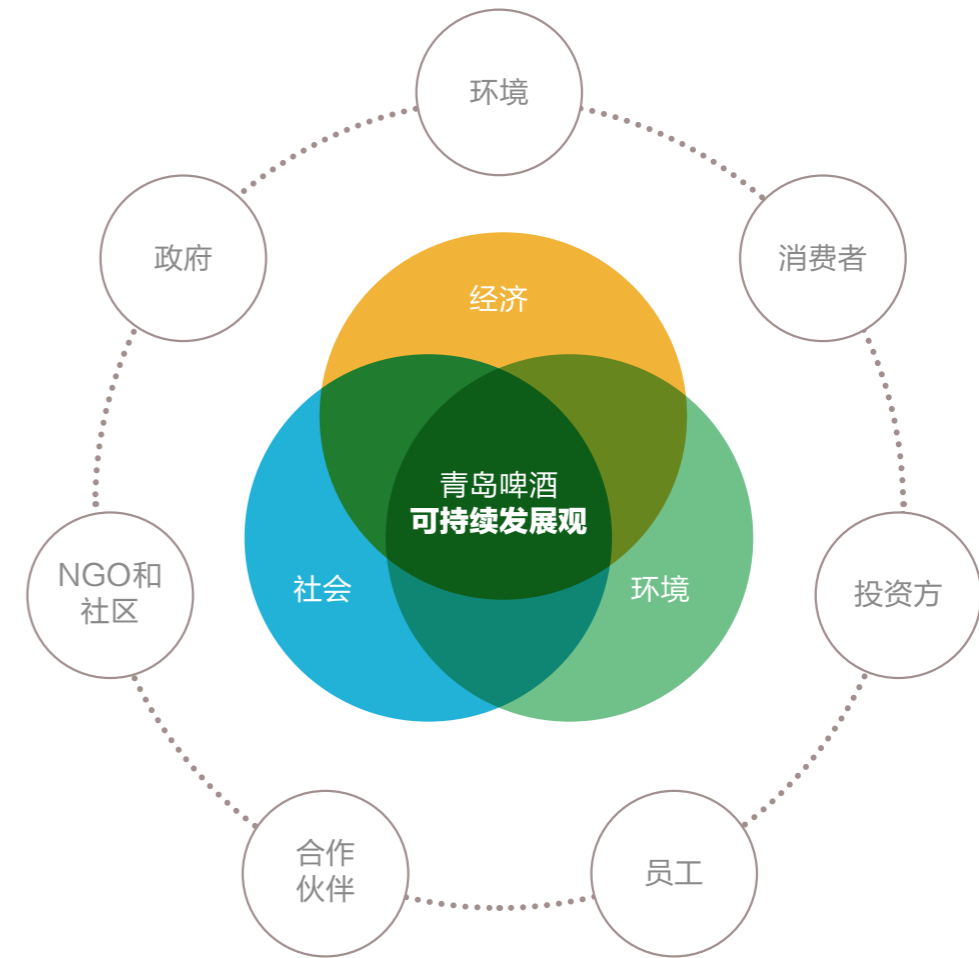 环境
政府
消费者
经济
青岛啤酒
可持续发展观
社会
环境
NGO和
社区
投资方
合作
伙伴
员工